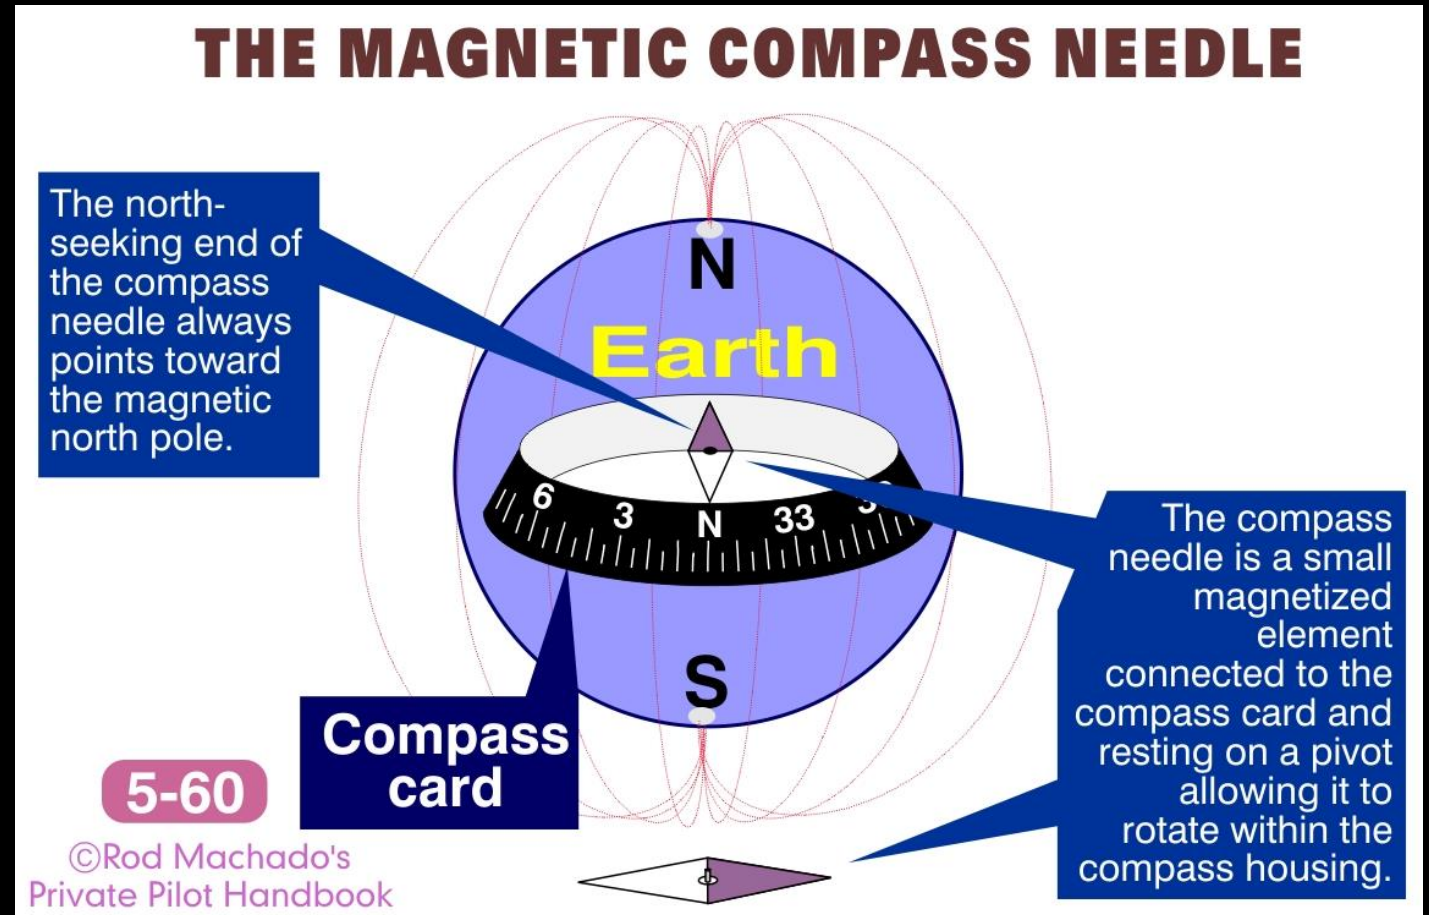 THE MAGNETIC COMPASS NEEDLE
The north-
seeking end of
the compass
needle always
points toward
the magnetic
north pole.
N
Earth
6 3 N 33
S
Compass
card
The compass
needle is a small
magnetized
element
connected to the
compass card and
resting on a pivot
allowing it to
rotate within the
compass housing.
5-60
©Rod Machado's
Private Pilot Handbook